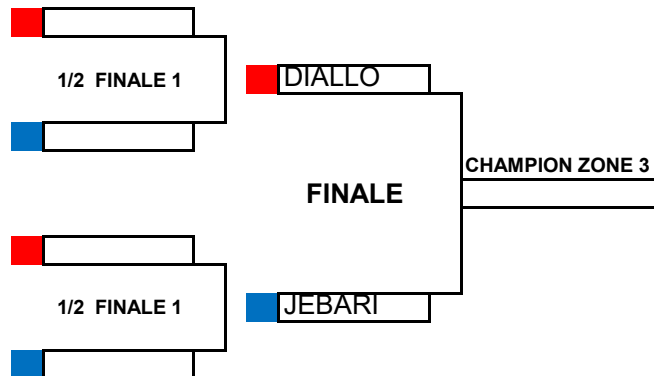 1/2 FINALE 1
DIALLO
CHAMPION ZONE 3
FINALE
1/2 FINALE 1
JEBARI